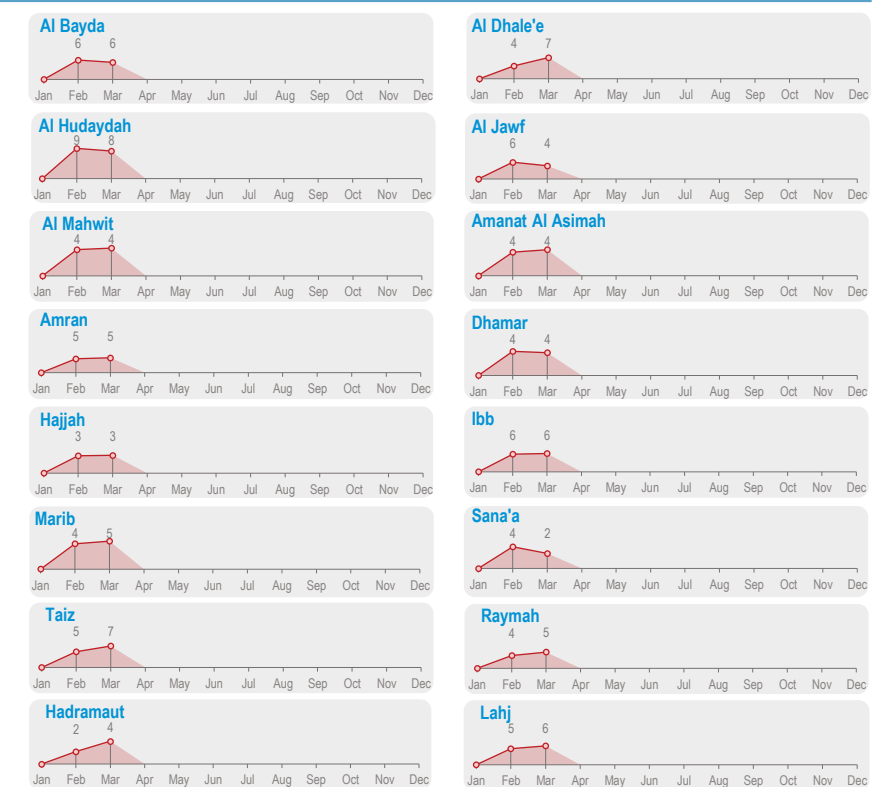 Al Bayda
6 6
Jan Feb Mar Apr May Jun Jul Aug Sep Oct Nov Dec
Al Dhale'e
4 7
Jan Feb Mar Apr May Jun Jul Aug Sep Oct Nov Dec
Al Hudaydah
9 8
Jan Feb Mar Apr May Jun Jul Aug Sep Oct Nov Dec
Al Jawf
6 4
Jan Feb Mar Apr May Jun Jul Aug Sep Oct Nov Dec
Al Mahwit
4 4
Jan Feb Mar Apr May Jun Jul Aug Sep Oct Nov Dec
Amanat Al Asimah
4 4
Jan Feb Mar Apr May Jun Jul Aug Sep Oct Nov Dec
Amran
5 5
Jan Feb Mar Apr May Jun Jul Aug Sep Oct Nov Dec
Dhamar
4 4
Jan Feb Mar Apr May Jun Jul Aug Sep Oct Nov Dec
Hajjah
3 3
Jan Feb Mar Apr May Jun Jul Aug Sep Oct Nov Dec
Ibb
6 6
Jan Feb Mar Apr May Jun Jul Aug Sep Oct Nov Dec
Marib
4 5
Jan Feb Mar Apr May Jun Jul Aug Sep Oct Nov Dec
Sana'a
4 2
Jan Feb Mar Apr May Jun Jul Aug Sep Oct Nov Dec
Taiz
5 7
Jan Feb Mar Apr May Jun Jul Aug Sep Oct Nov Dec
Raymah
4 5
Jan Feb Mar Apr May Jun Jul Aug Sep Oct Nov Dec
Hadramaut
2 4
Jan Feb Mar Apr May Jun Jul Aug Sep Oct Nov Dec
Lahj
5 6
Jan Feb Mar Apr May Jun Jul Aug Sep Oct Nov Dec